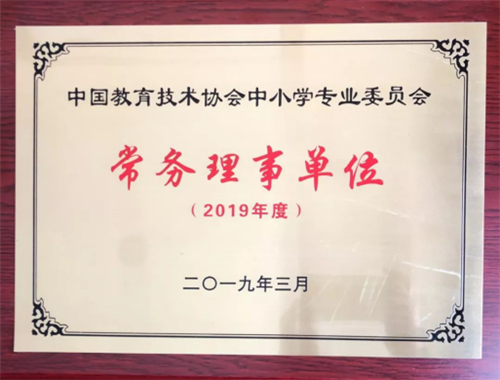 中国教育技术协会中小学专业委员会
常务理事单位
（2019年度）
二〇一九年三月